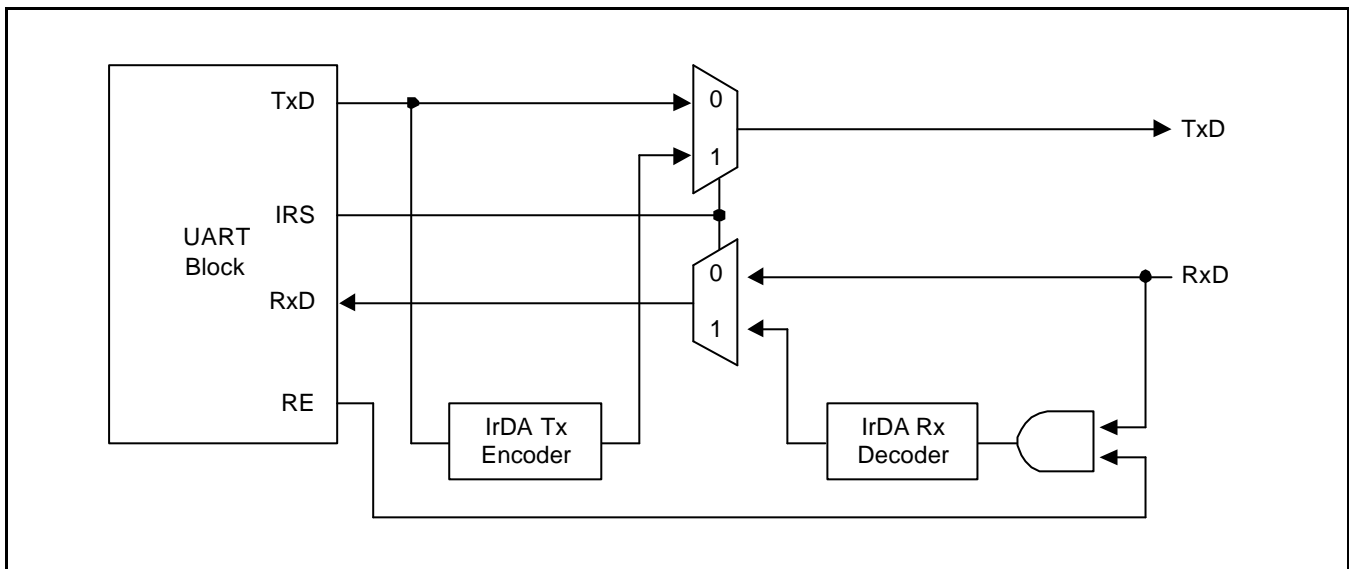 TxD
0
TxD
1
IRS
UART
Block
0
RxD
RxD
1
RE
IrDA Tx
Encoder
IrDA Rx
Decoder